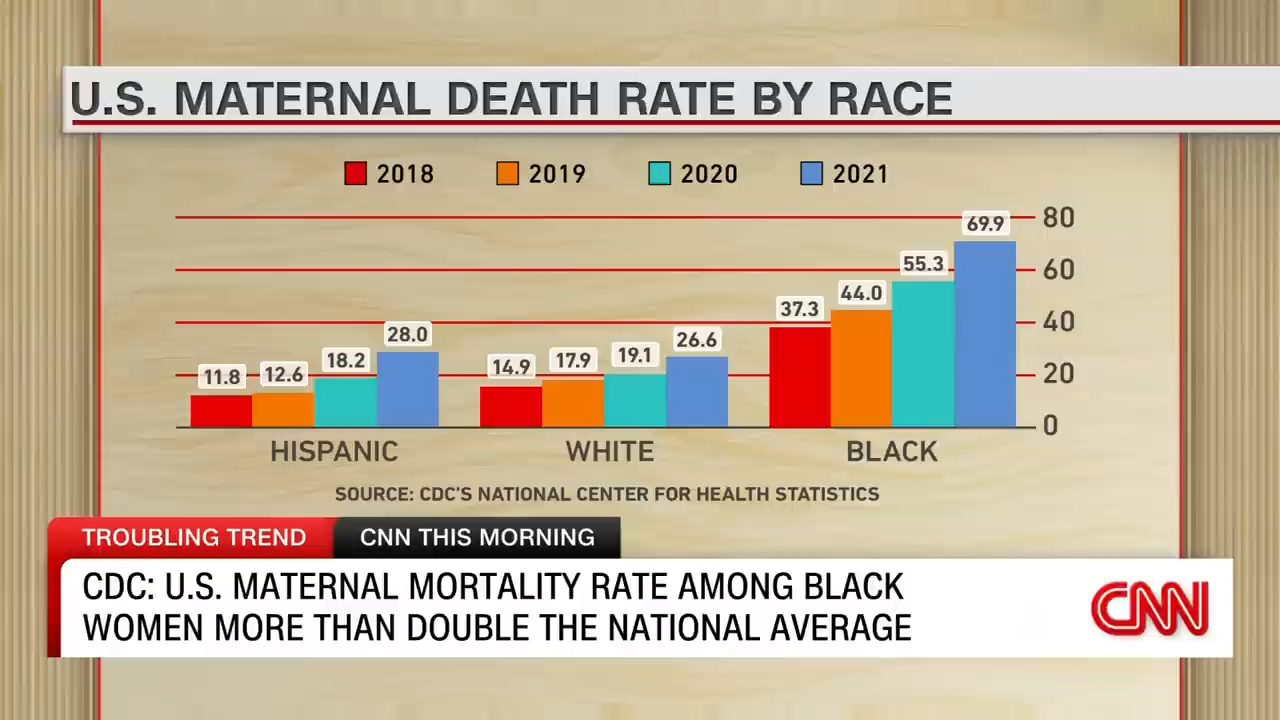 U.S. MATERNAL DEATH RATE BY RACE
2018 2019 2020 2021
80
60
40
20
0
11.8 12.6 18.2 28.0
14.9 17.9 19.1 26.6
37.3 44.0 55.3 69.9
HISPANIC WHITE BLACK
SOURCE: CDC'S NATIONAL CENTER FOR HEALTH STATISTICS
TROUBLING TREND CNN THIS MORNING
CDC: U.S. MATERNAL MORTALITY RATE AMONG BLACK
WOMEN MORE THAN DOUBLE THE NATIONAL AVERAGE
CNN